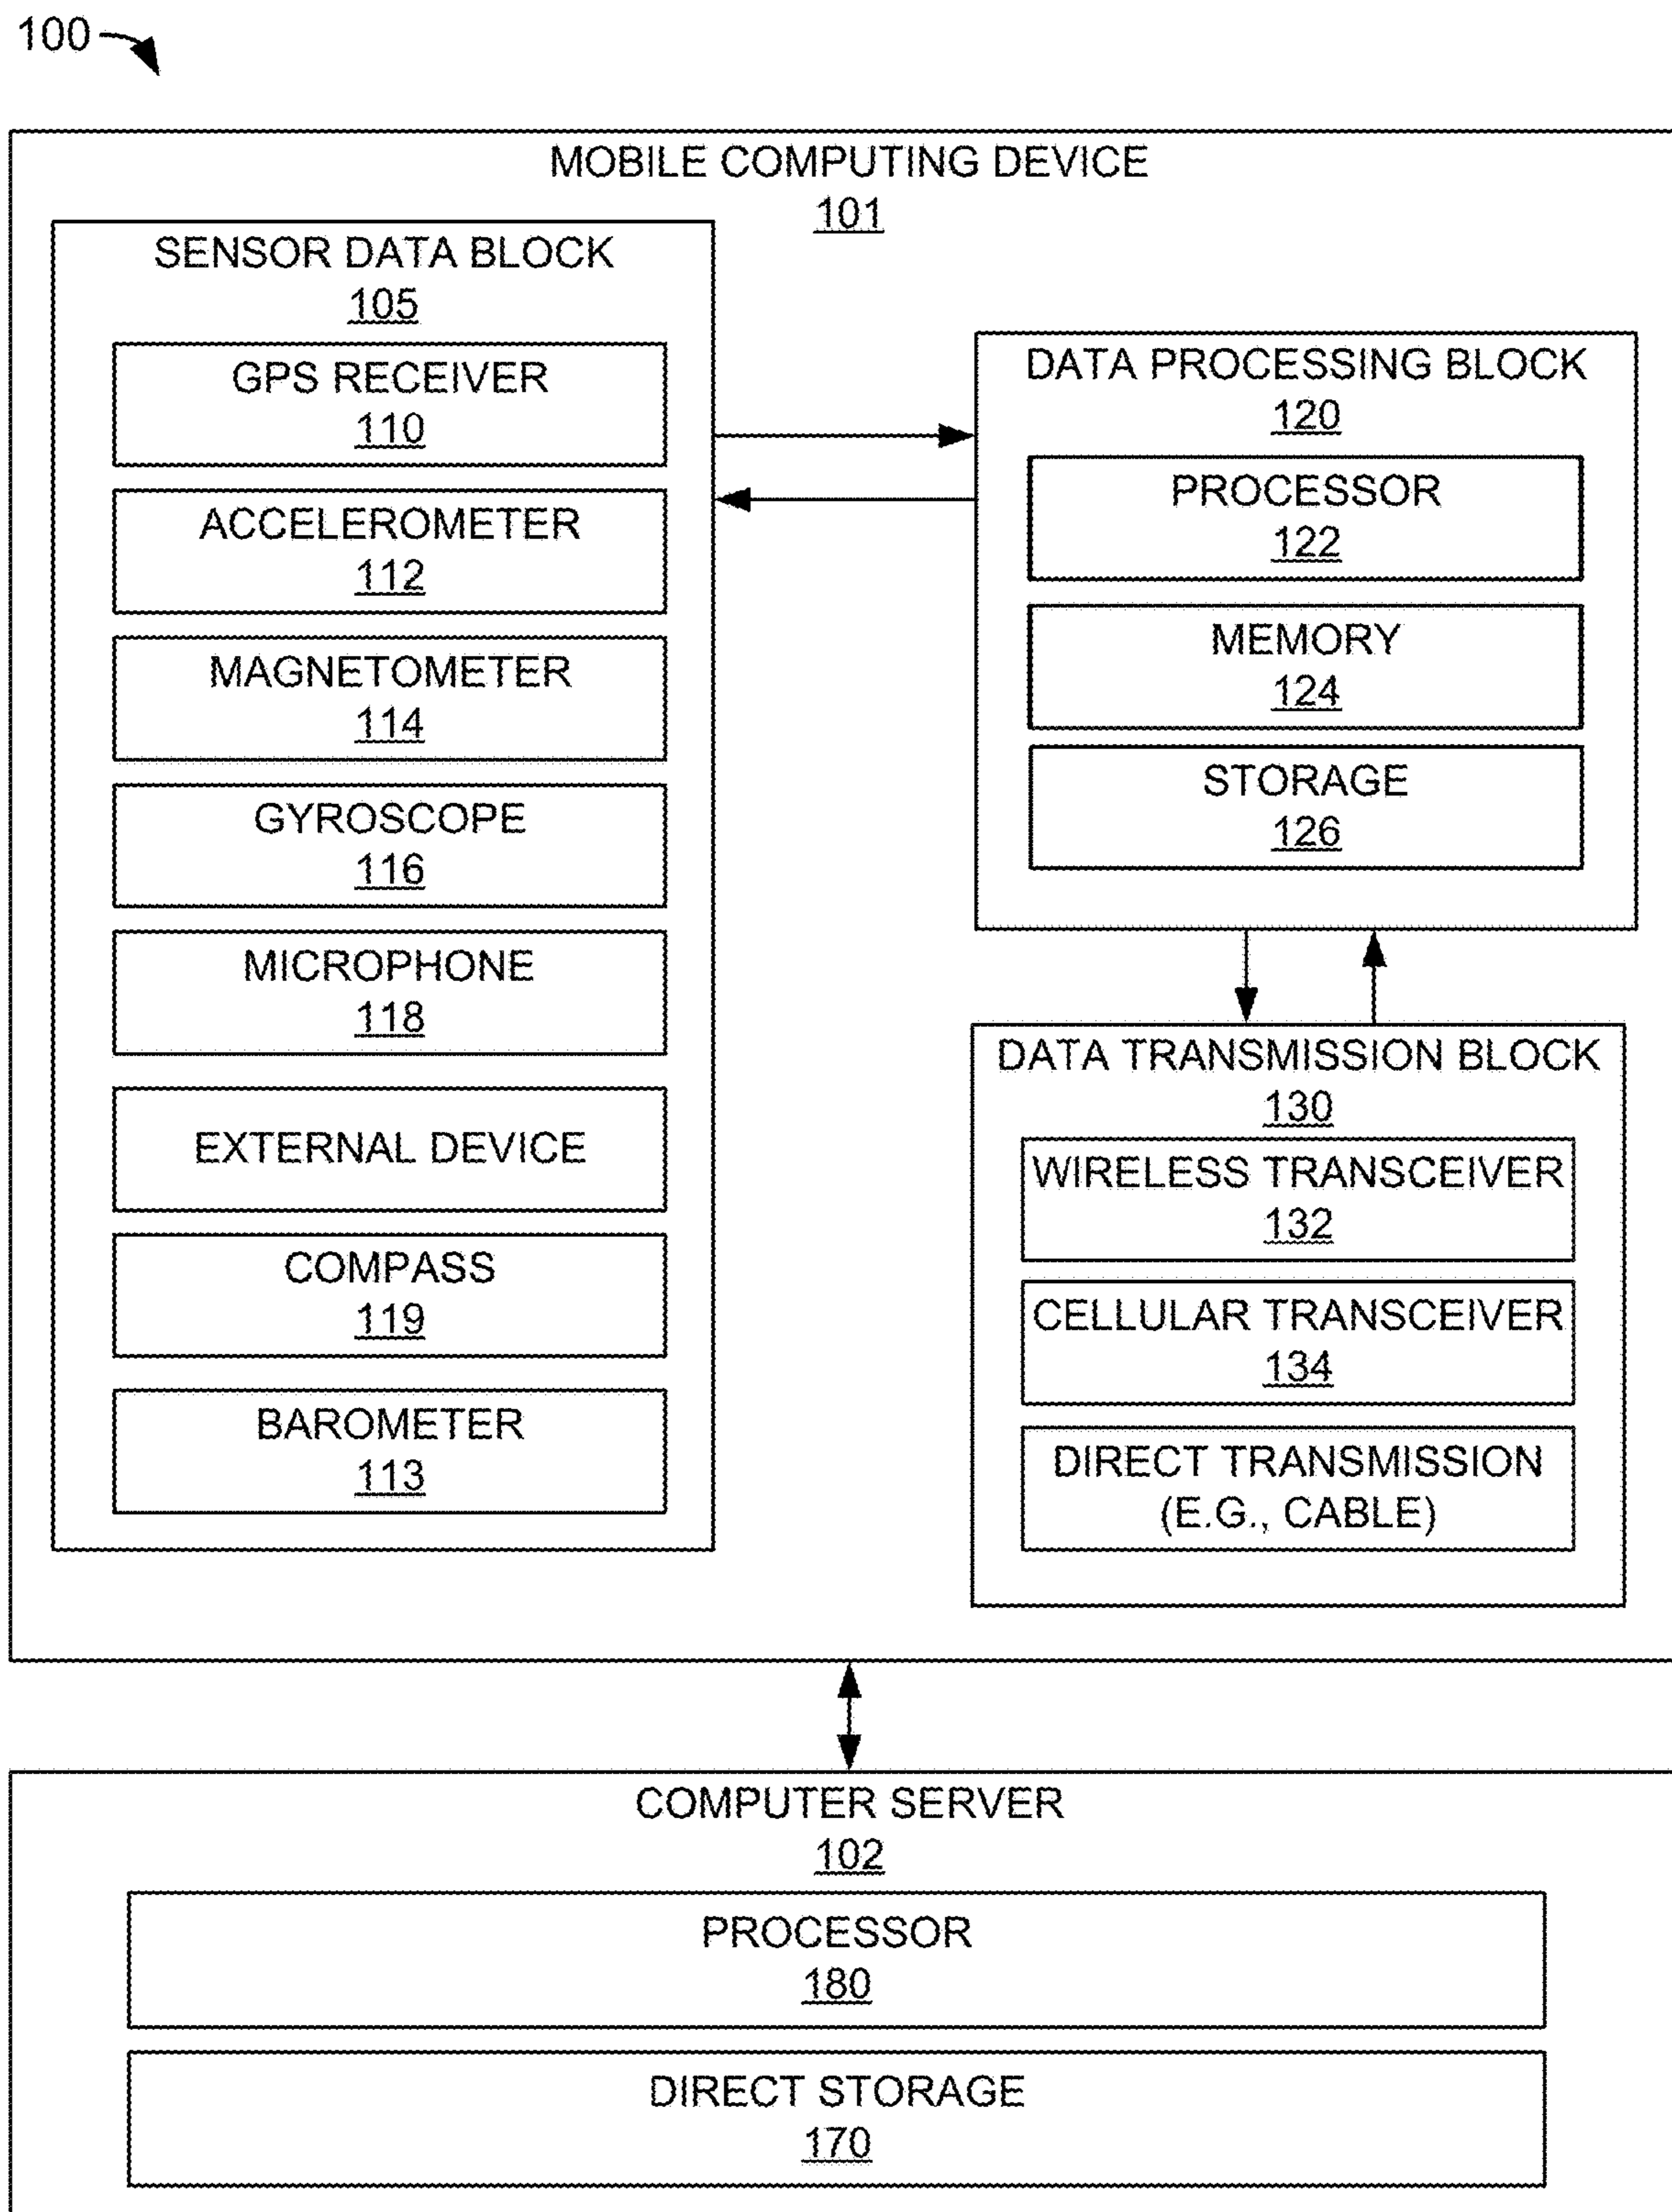 100
MOBILE COMPUTING DEVICE
101
SENSOR DATA BLOCK
105
GPS RECEIVER
110
ACCELEROMETER
112
MAGNETOMETER
114
GYROSCOPE
116
MICROPHONE
118
EXTERNAL DEVICE
COMPASS
119
BAROMETER
113
DATA PROCESSING BLOCK
120
PROCESSOR
122
MEMORY
124
STORAGE
126
DATA TRANSMISSION BLOCK
130
WIRELESS TRANSCEIVER
132
CELLULAR TRANSCEIVER
134
DIRECT TRANSMISSION
(E.G., CABLE)
COMPUTER SERVER
102
PROCESSOR
180
DIRECT STORAGE
170